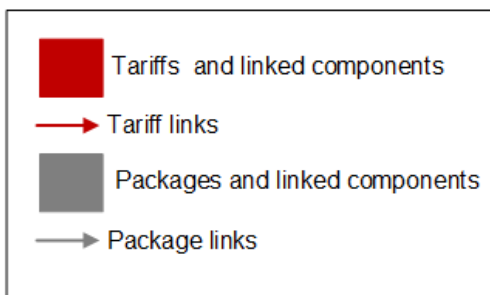 Tariffs and linked components
Tariff links
Packages and linked components
Package links